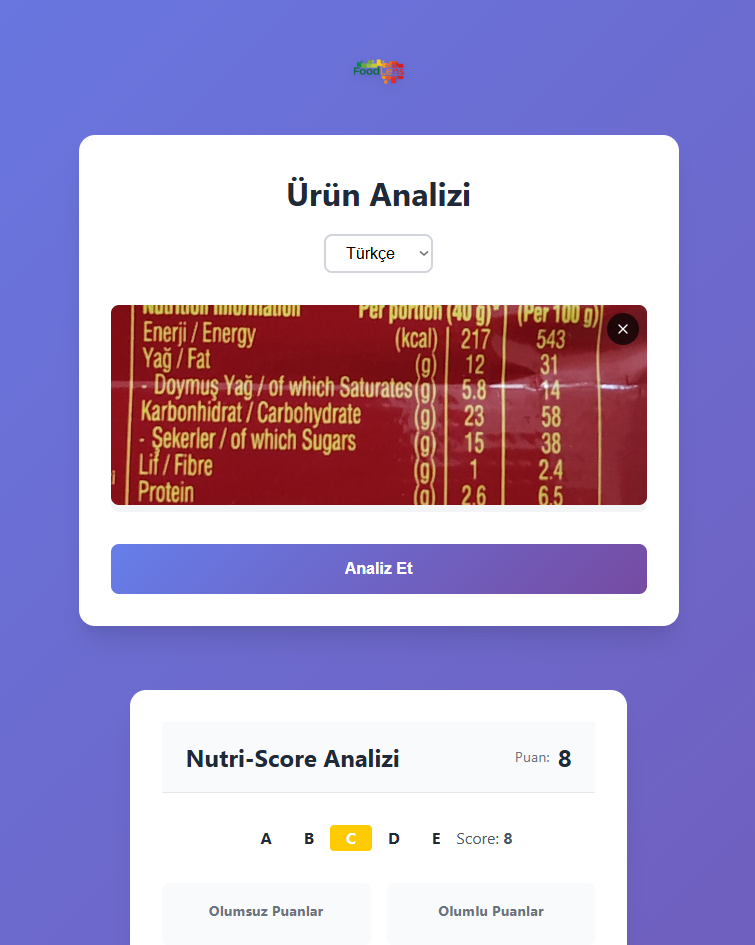 FoodLens
Ürün Analizi
Türkçe
Nutrition Information Per portion (40 g)* (Per 100 g)
Enerji / Energy (kcal) 217 543
Yağ / Fat (g) 12 31
- Doymuş Yağ / of which Saturates (g) 5.8 14
Karbonhidrat / Carbohydrate (g) 23 58
- Şekerler / of which Sugars (g) 15 38
Lif / Fibre (g) 1 2.4
i Protein (g) 2.6 6.5
Analiz Et
Nutri-Score Analizi Puan: 8
A B C D E Score: 8
Olumsuz Puanlar Olumlu Puanlar